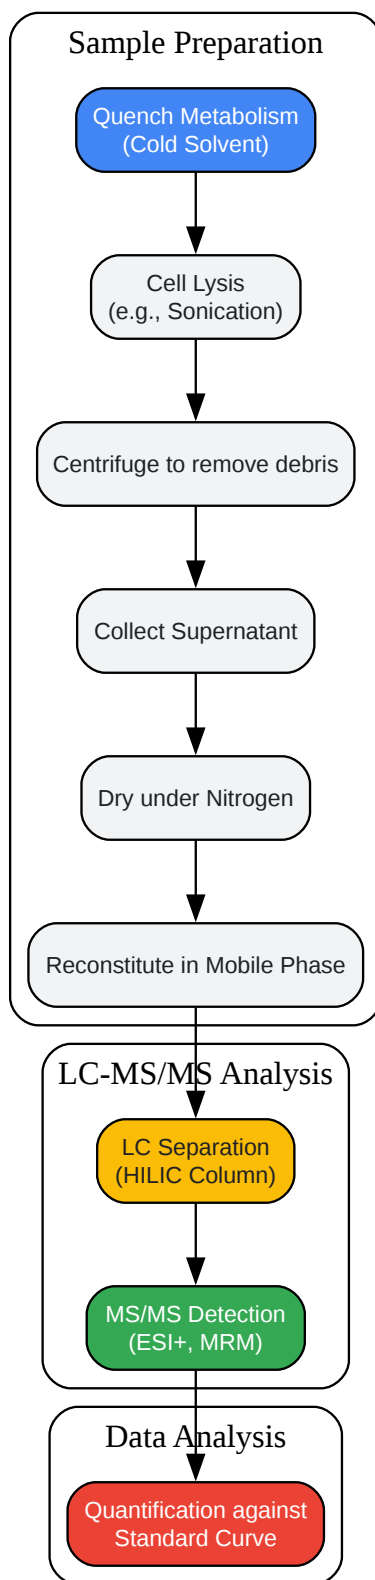 Sample Preparation
Quench Metabolism
(Cold Solvent)
Cell Lysis
(e.g., Sonication)
Centrifuge to remove debris
Collect Supernatant
Dry under Nitrogen
Reconstitute in Mobile Phase
LC-MS/MS Analysis
LC Separation
(HILIC Column)
MS/MS Detection
(ESI+, MRM)
Data Analysis
Quantification against
Standard Curve